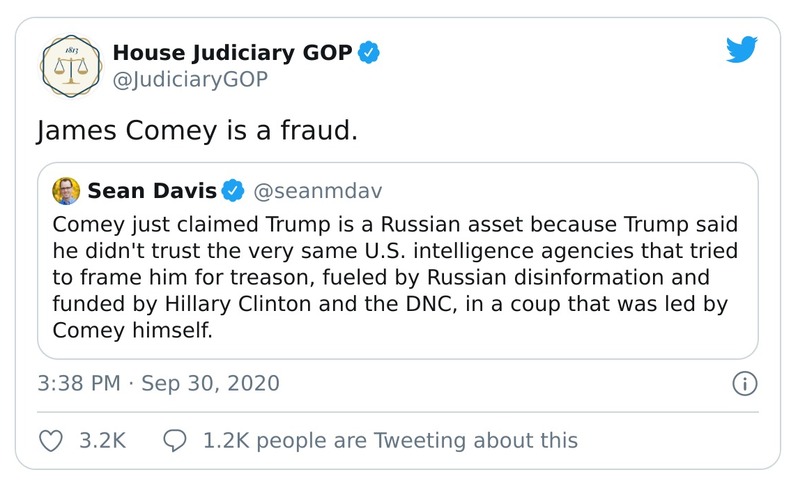 1813
House Judiciary GOP
@JudiciaryGOP
James Comey is a fraud.
Sean Davis @seanmdav
Comey just claimed Trump is a Russian asset because Trump said
he didn't trust the very same U.S. intelligence agencies that tried
to frame him for treason, fueled by Russian disinformation and
funded by Hillary Clinton and the DNC, in a coup that was led by
Comey himself.
3:38 PM · Sep 30, 2020
3.2K 1.2K people are Tweeting about this